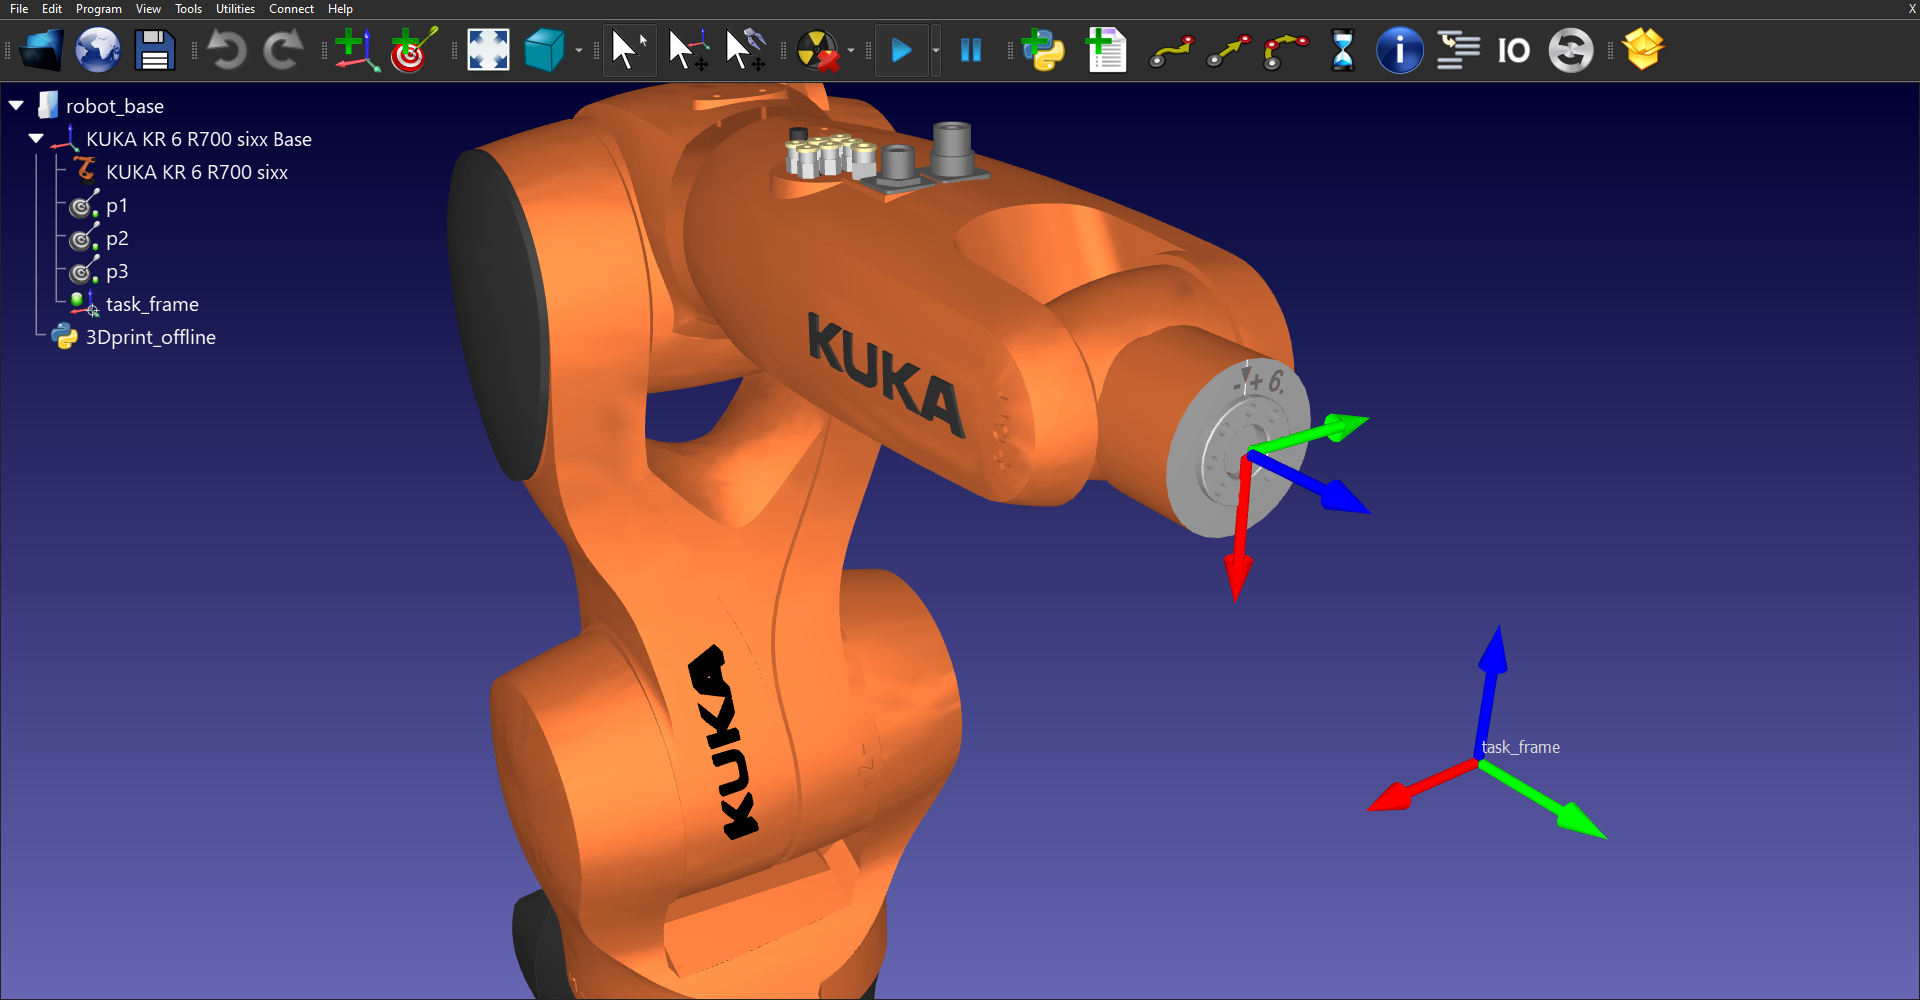 File Edit Program View Tools Utilities Connect Help X
IO
robot_base
KUKA KR 6 R700 sixx Base
KUKA KR 6 R700 sixx
p1
p2
p3
task_frame
3Dprint_offline
KUKA
- + 6.
KUKA
task_frame